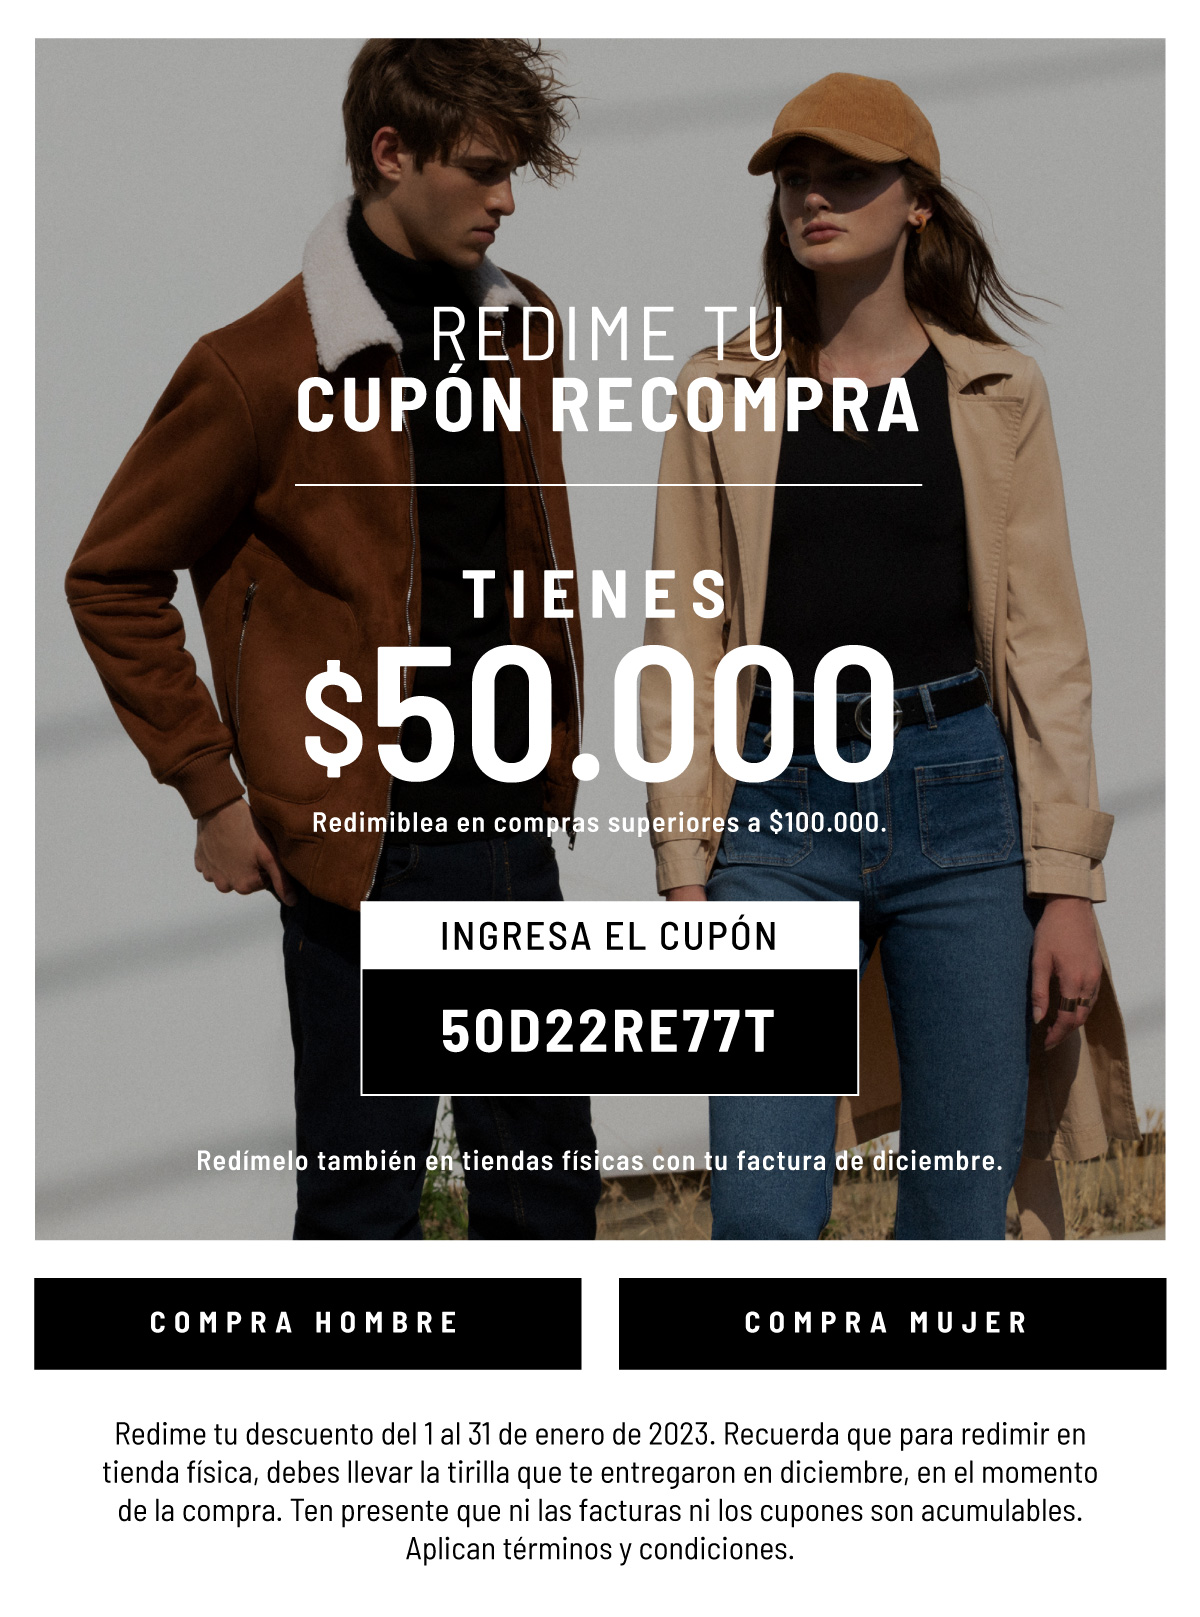 REDIME TU
CUPÓN RECOMPRA
TIENES
$50.000
Redimiblea en compras superiores a $100.000.
INGRESA EL CUPÓN
50D22RE77T
Redímelo también en tiendas físicas con tu factura de diciembre.
COMPRA HOMBRE
COMPRA MUJER
Redime tu descuento del 1 al 31 de enero de 2023. Recuerda que para redimir en
tienda física, debes llevar la tirilla que te entregaron en diciembre, en el momento
de la compra. Ten presente que ni las facturas ni los cupones son acumulables.
Aplican términos y condiciones.